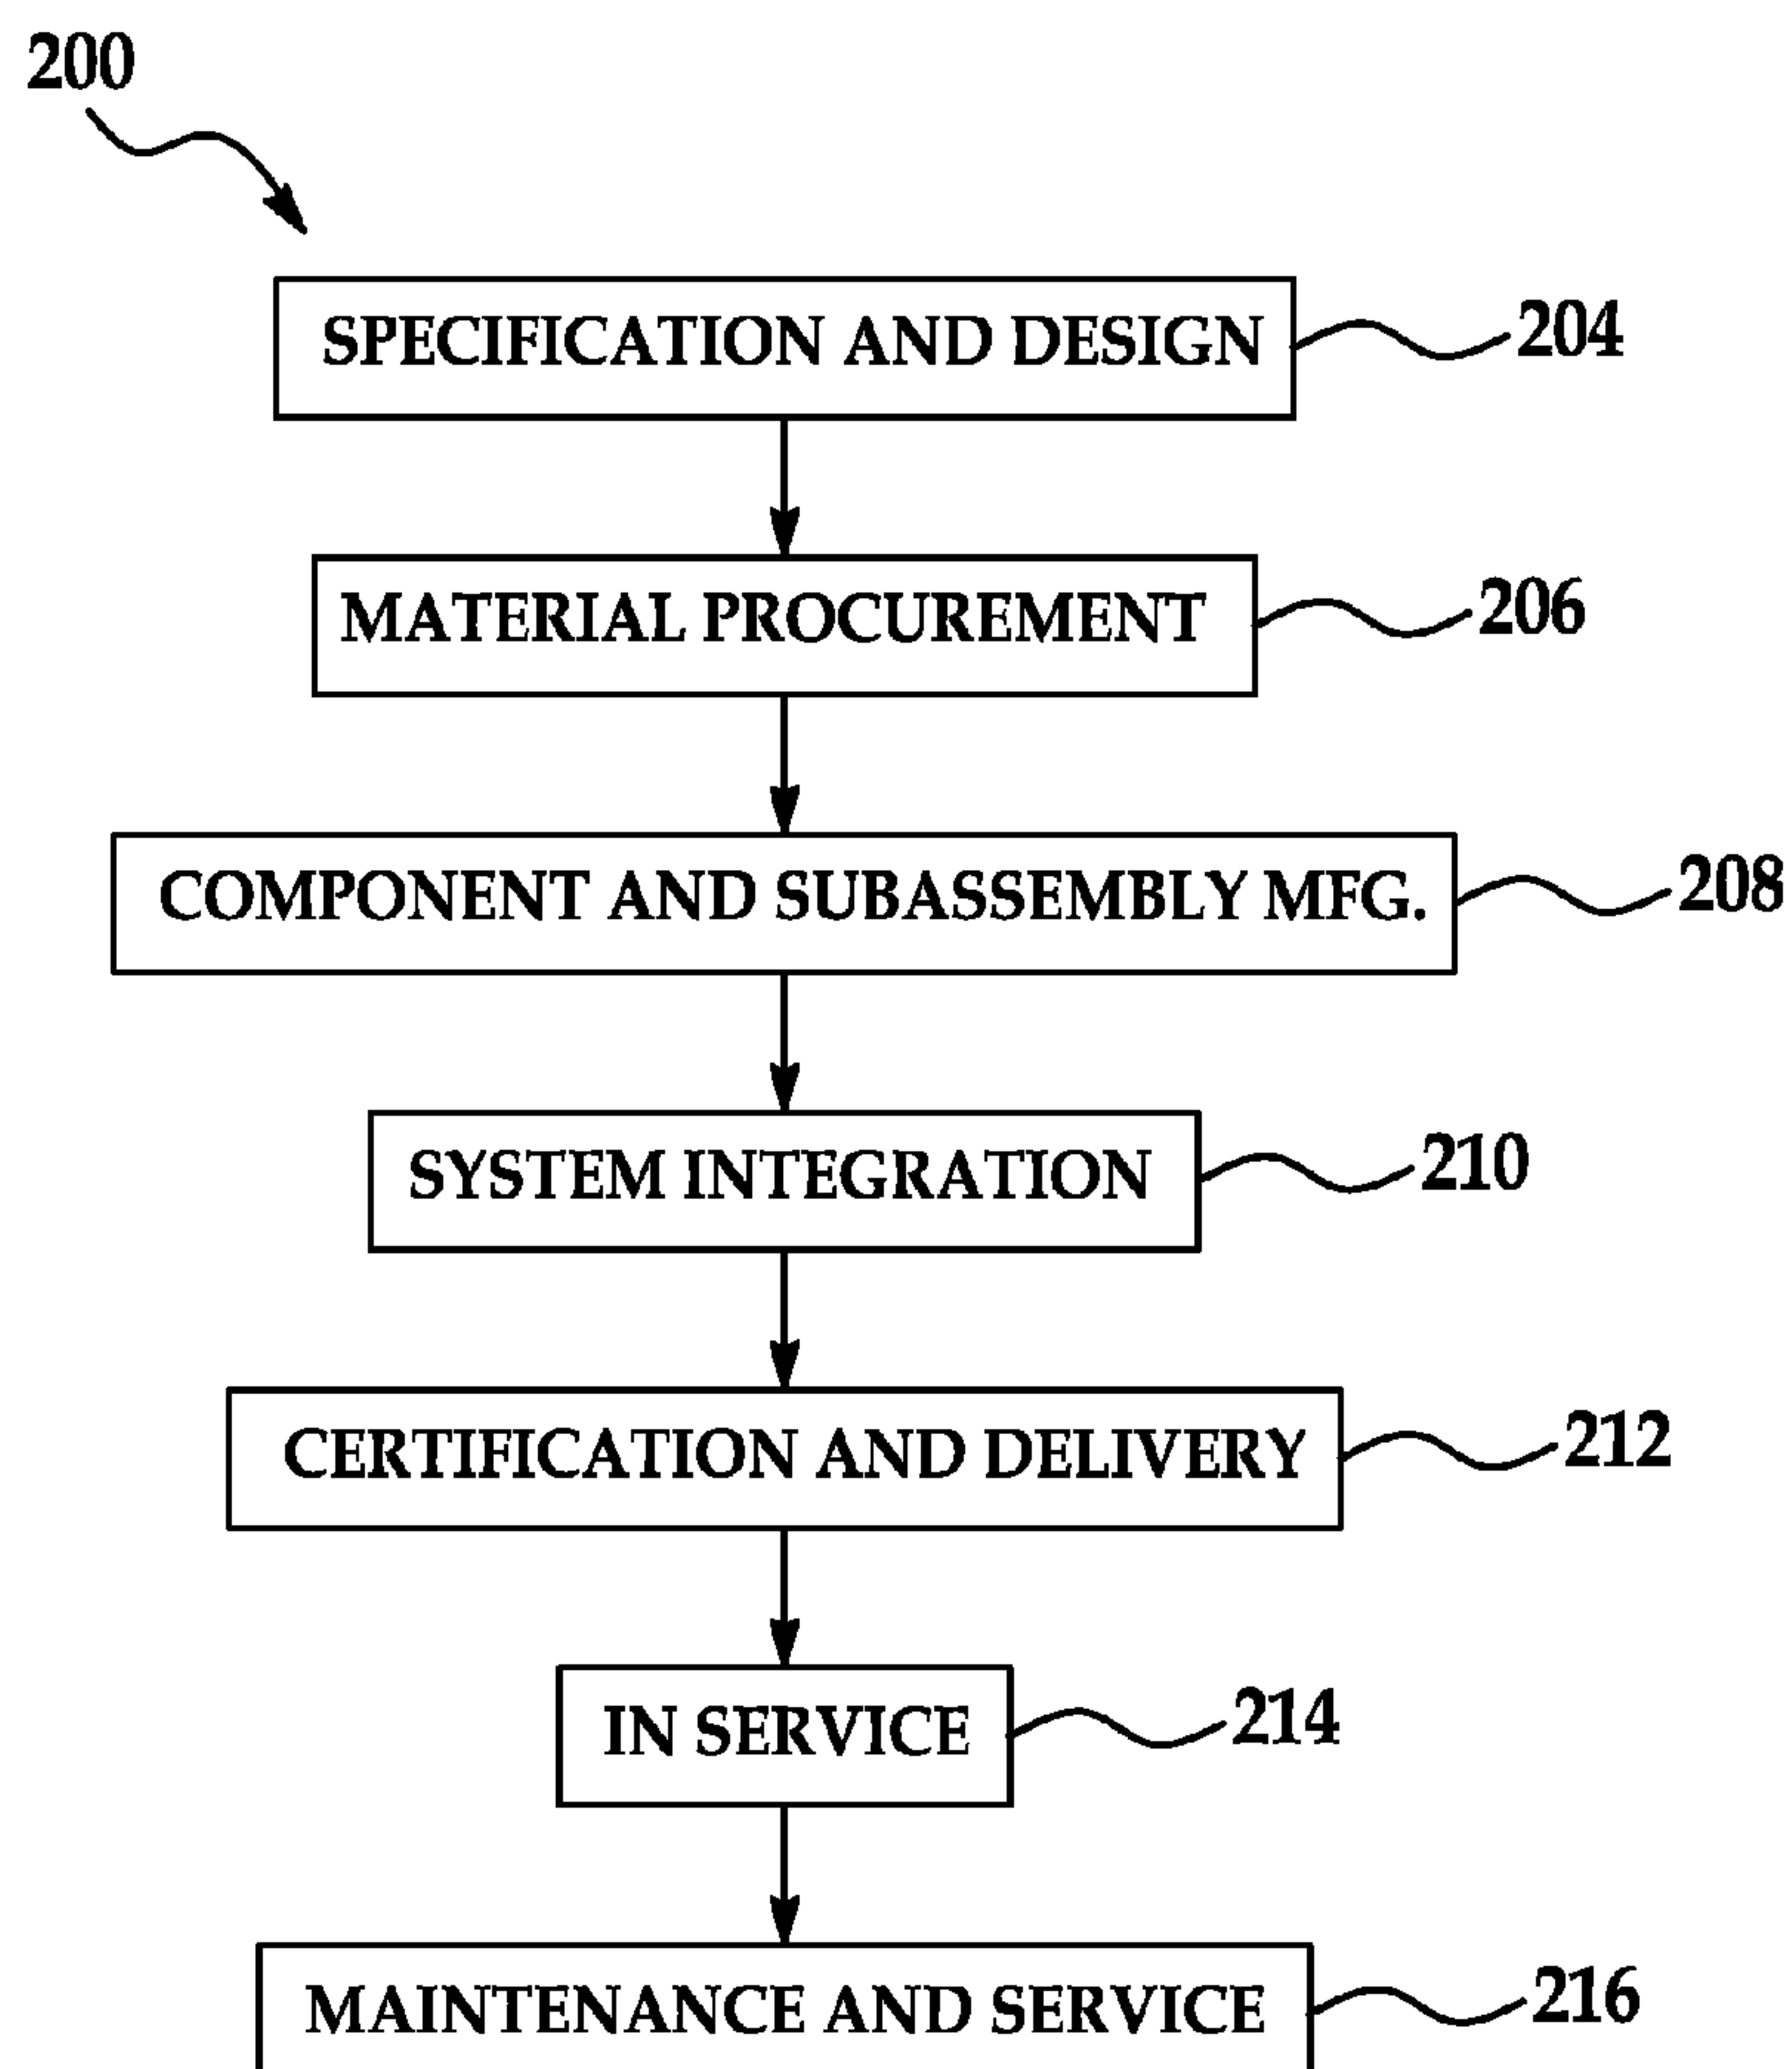 200
SPECIFICATION AND DESIGN 204
MATERIAL PROCUREMENT 206
COMPONENT AND SUBASSEMBLY MFG. 208
SYSTEM INTEGRATION 210
CERTIFICATION AND DELIVERY 212
IN SERVICE 214
MAINTENANCE AND SERVICE 216